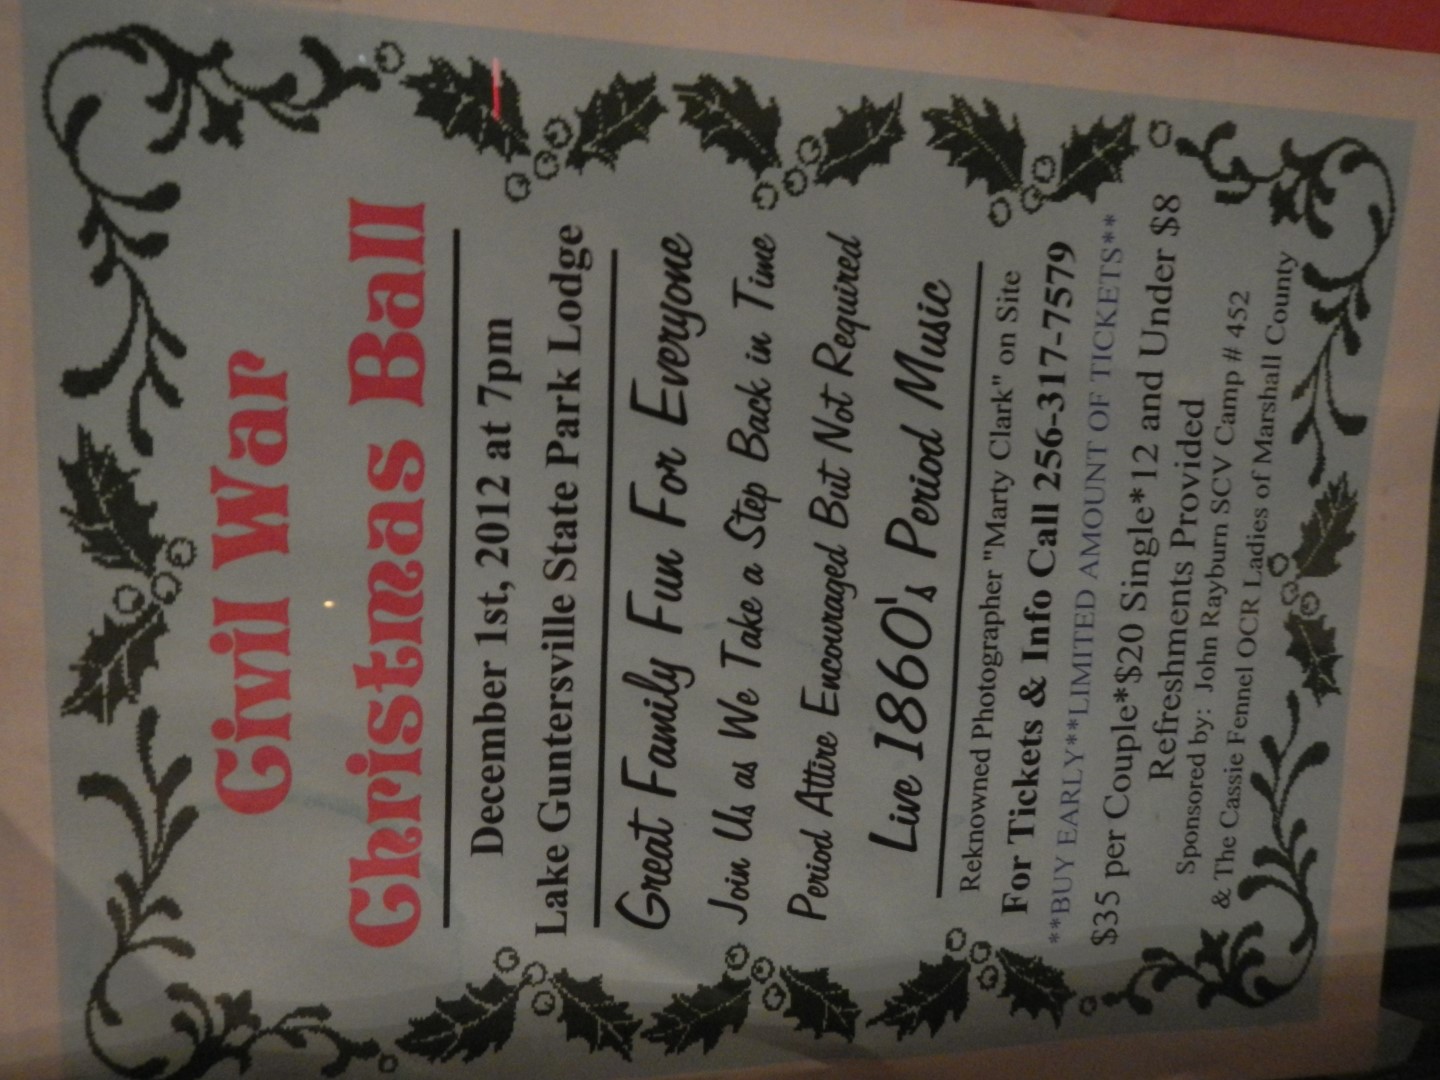 Civil War
Christmas Ball
December 1st, 2012 at 7pm
Lake Guntersville State Park Lodge
Great Family Fun For Everyone
Join Us as We Take a Step Back in Time
Period Attire Encouraged But Not Required
Live 1860's Period Music
Reknowned Photographer "Marty Clark" on Site
For Tickets & Info Call 256-317-7579
**BUY EARLY**LIMITED AMOUNT OF TICKETS**
$35 per Couple*$20 Single*12 and Under $8
Refreshments Provided
Sponsored by: John Rayburn SCV Camp # 452
& The Cassie Fennel OCR Ladies of Marshall County